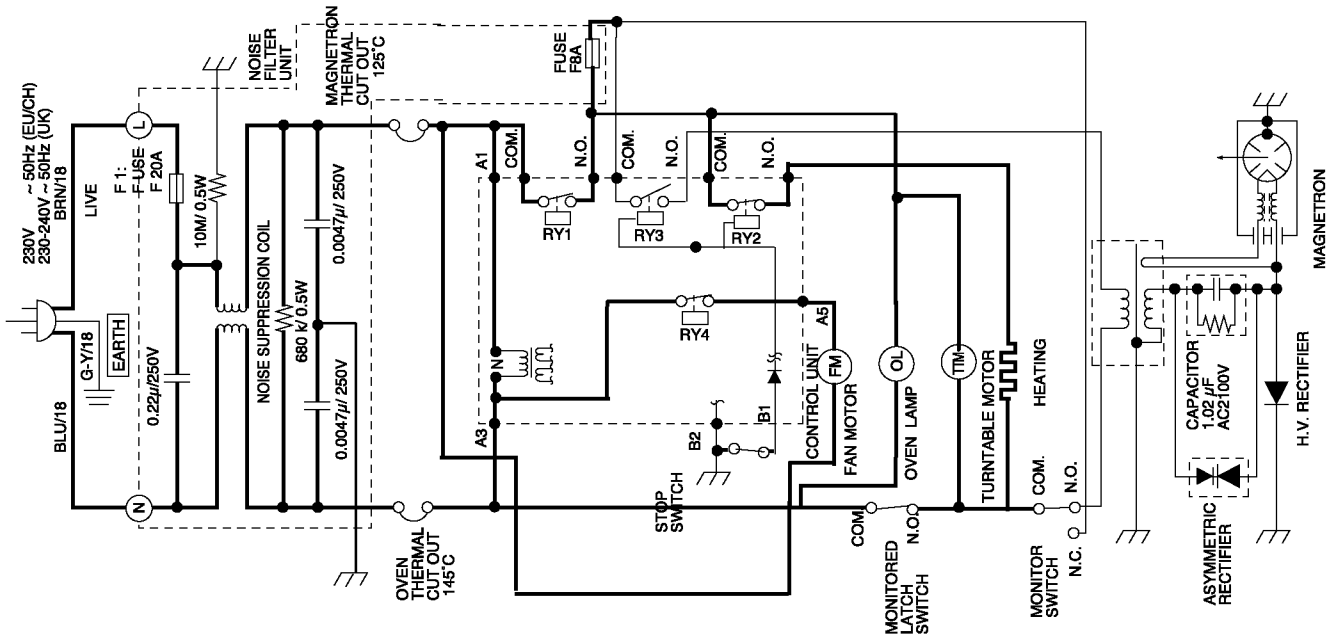 230V ~ 50Hz (EU/CH)
230-240V ~ 50Hz (UK)
BRN/18
LIVE
G-Y/18
EARTH
BLU/18
L
N
F 1:
FUSE
F 20A
10M/ 0.5W
0.22μ/250V
NOISE
FILTER
UNIT
NOISE SUPPRESSION COIL
680 k/ 0.5W
0.0047μ/ 250V
0.0047μ/ 250V
MAGNETRON
THERMAL
CUT OUT
125˚C
OVEN
THERMAL
CUT OUT
145˚C
A1
A3
N
COM.
RY1
N.O.
FUSE
F8A
COM.
RY3
N.O.
COM.
RY2
N.O.
RY4
A5
B2
B1
STOP
SWITCH
CONTROL UNIT
FM
FAN MOTOR
OL
OVEN LAMP
TTM
TURNTABLE MOTOR
HEATING
COM.
N.O.
MONITORED
LATCH
SWITCH
COM.
N.O.
N.C.
MONITOR
SWITCH
CAPACITOR
1.02 μF
AC2100V
ASYMMETRIC
RECTIFIER
H.V. RECTIFIER
MAGNETRON